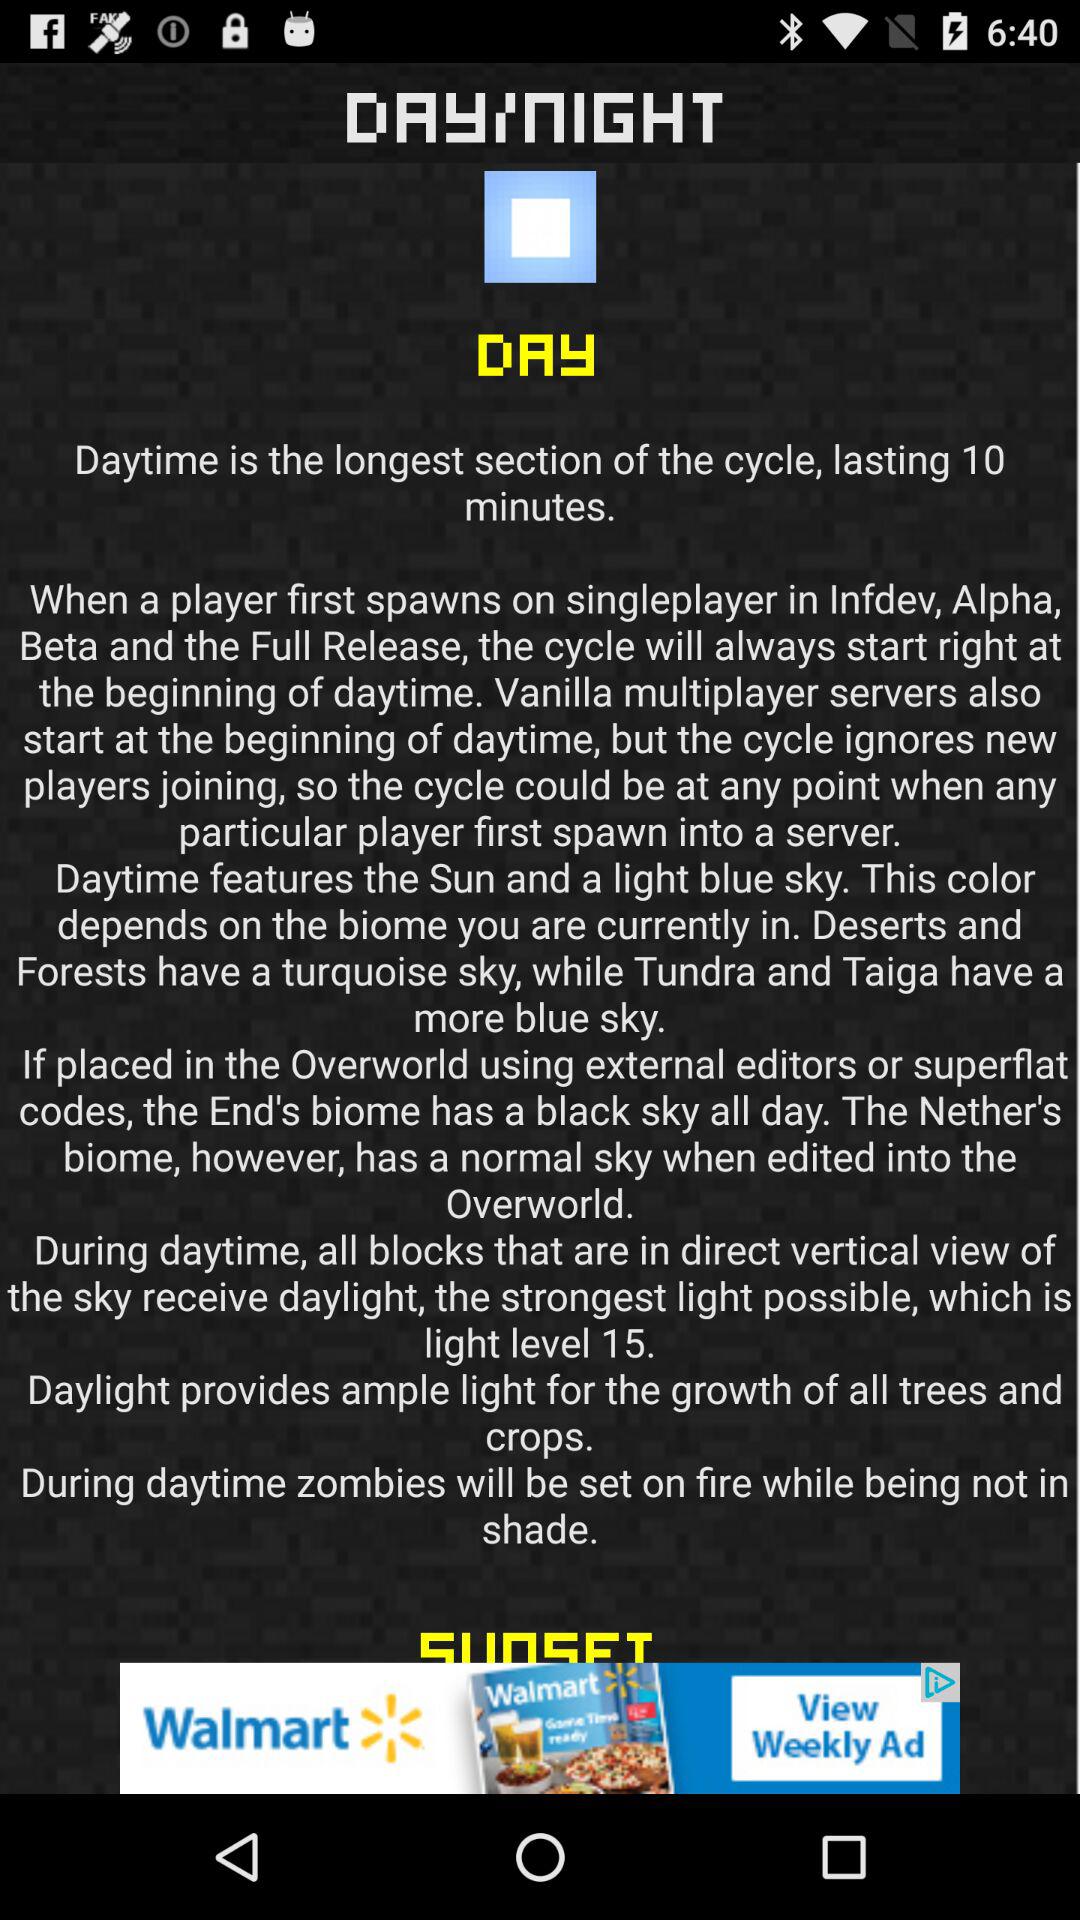 FAK
6:40
DAY/NIGHT
DAY
Daytime is the longest section of the cycle, lasting 10
minutes.
When a player first spawns on singleplayer in Infdev, Alpha,
Beta and the Full Release, the cycle will always start right at
the beginning of daytime. Vanilla multiplayer servers also
start at the beginning of daytime, but the cycle ignores new
players joining, so the cycle could be at any point when any
particular player first spawn into a server.
Daytime features the Sun and a light blue sky. This color
depends on the biome you are currently in. Deserts and
Forests have a turquoise sky, while Tundra and Taiga have a
more blue sky.
If placed in the Overworld using external editors or superflat
codes, the End's biome has a black sky all day. The Nether's
biome, however, has a normal sky when edited into the
Overworld.
During daytime, all blocks that are in direct vertical view of
the sky receive daylight, the strongest light possible, which is
light level 15.
Daylight provides ample light for the growth of all trees and
crops.
During daytime zombies will be set on fire while being not in
shade.
SUNSET
Walmart
Walmart
Game Time
ready
View
Weekly Ad